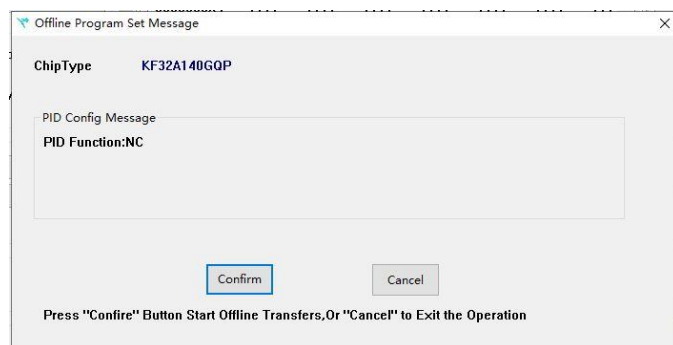 Offline Program Set Message
ChipType KF32A140GQP
PID Config Message
PID Function:NC
Confirm Cancel
Press "Confire" Button Start Offline Transfers,Or "Cancel" to Exit the Operation